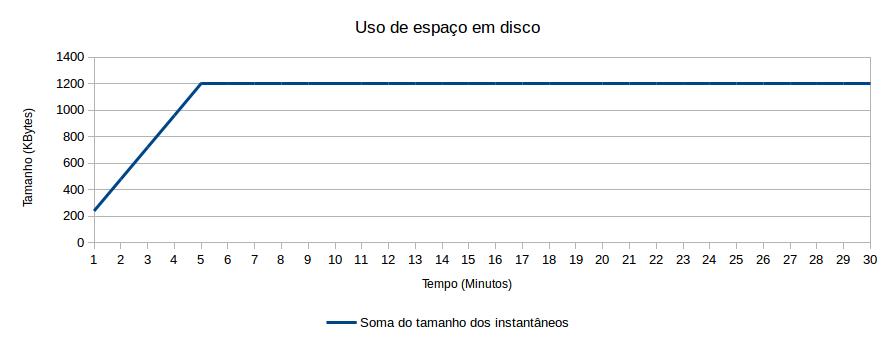 Uso de espaço em disco
1400
1200
1000
800
600
400
200
0
Tamanho (KBytes)
1 2 3 4 5 6 7 8 9 10 11 12 13 14 15 16 17 18 19 20 21 22 23 24 25 26 27 28 29 30
Tempo (Minutos)
Soma do tamanho dos instantâneos